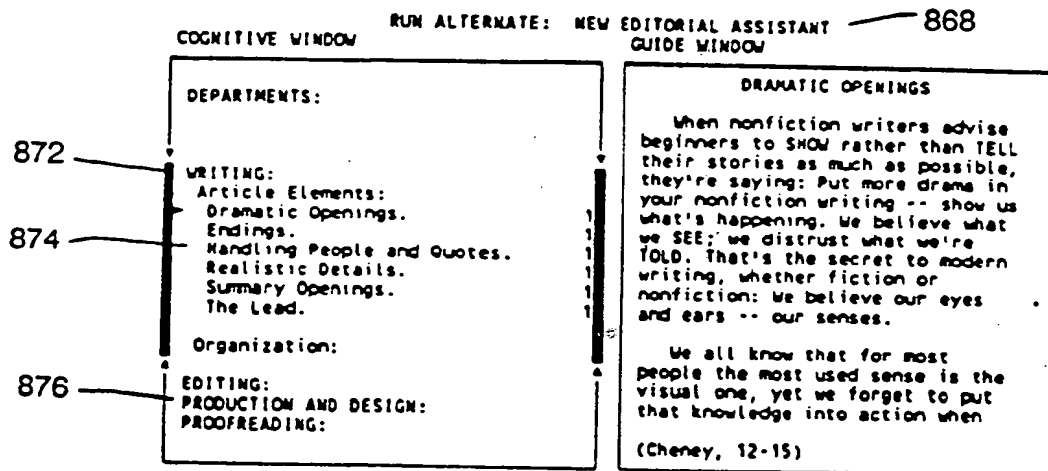 RUN ALTERNATE: NEW EDITORIAL ASSISTANT 868
COGNITIVE WINDOW
GUIDE WINDOW
DEPARTMENTS:
872
WRITING:
Article Elements:
Dramatic Openings. 1
Endings. 1
874
Handling People and Quotes. 1
Realistic Details. 1
Summary Openings. 1
The Lead. 1
Organization:
876
EDITING:
PRODUCTION AND DESIGN:
PROOFREADING:
DRAMATIC OPENINGS
When nonfiction writers advise
beginners to SHOW rather than TELL
their stories as much as possible,
they're saying: Put more drama in
your nonfiction writing -- show us
what's happening. We believe what
we SEE; we distrust what we're
TOLD. That's the secret to modern
writing, whether fiction or
nonfiction: We believe our eyes
and ears -- our senses.
We all know that for most
people the most used sense is the
visual one, yet we forget to put
that knowledge into action when
(Cheney, 12-15)